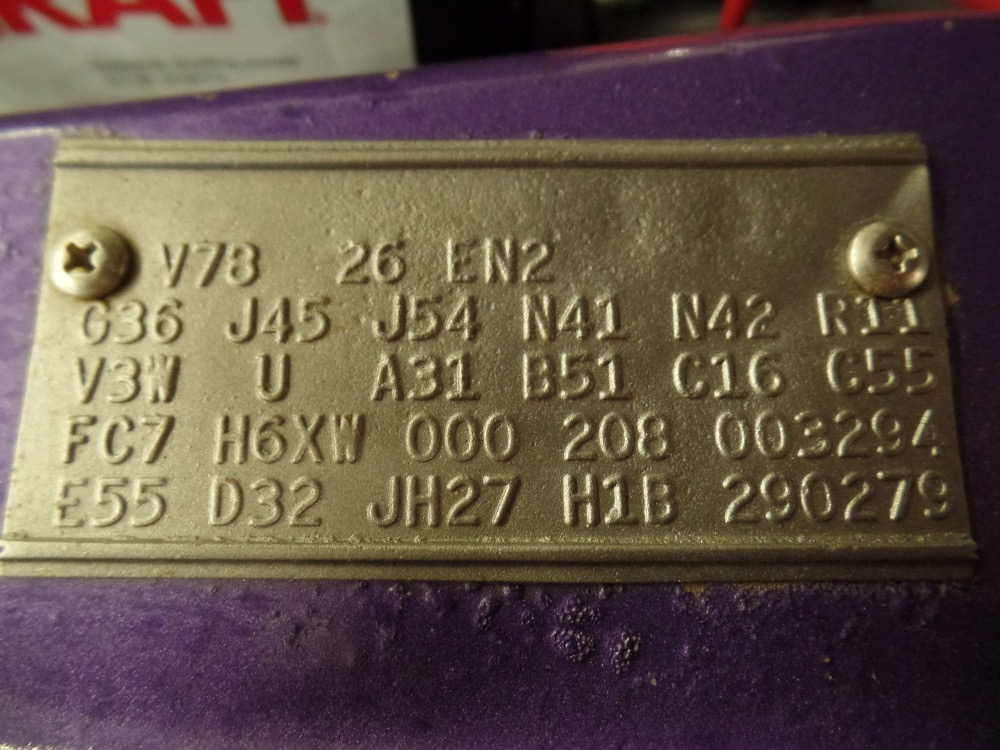 RAFT
V78 26 EN2
G36 J45 J54 N41 N42 R11
V3W U A31 B51 C16 G55
FC7 H6XW 000 208 003294
E55 D32 JH27 H1B 290279